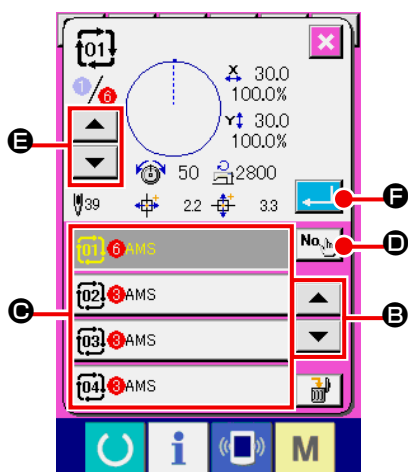 01
X 30.0
100.0%
1/6
Y 30.0
100.0%
E
50 2800
F
39 2.2 3.3
01 6 AMS
No.
D
02 3 AMS
C
B
03 3 AMS
04 3 AMS
i
M